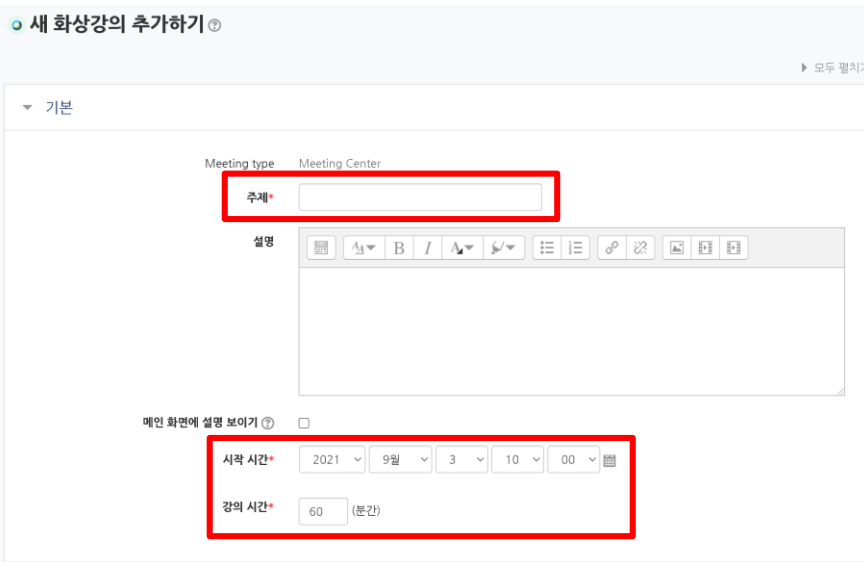 새 화상강의 추가하기
모두 펼치기
기본
Meeting type Meeting Center
주제*
설명
메인 화면에 설명 보이기
시작 시간* 2021 9월 3 10 00
강의 시간* 60 (분간)